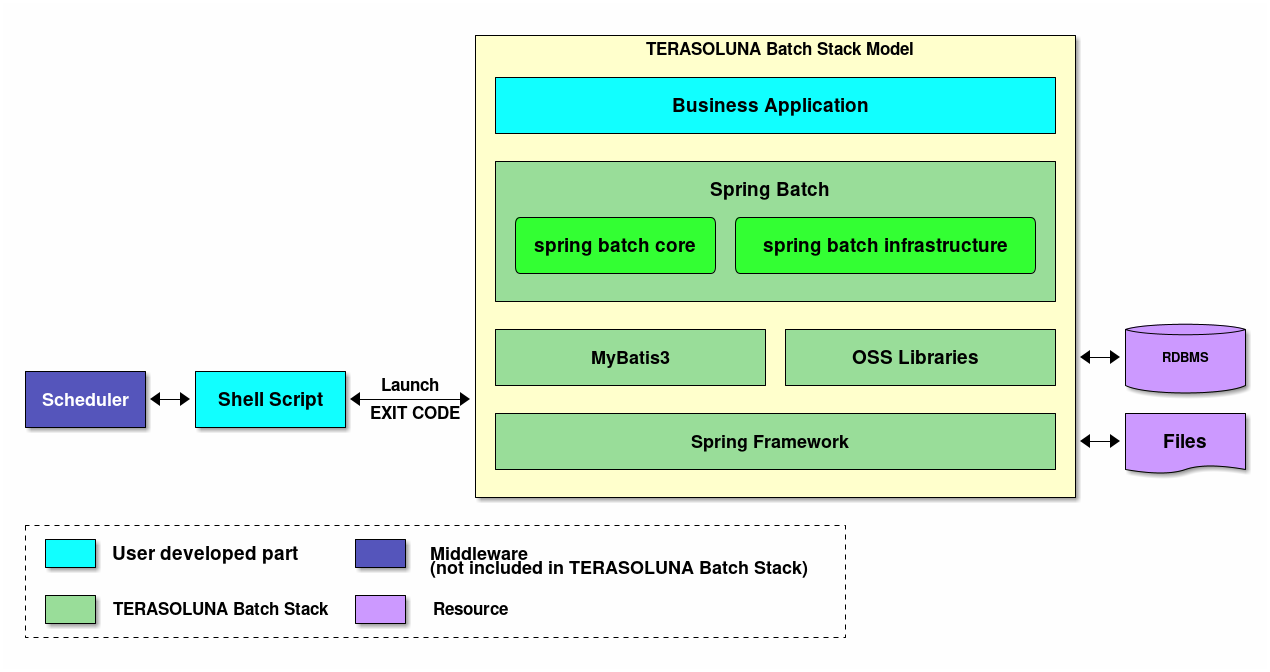 TERASOLUNA Batch Stack Model
Business Application
Spring Batch
spring batch core
spring batch infrastructure
MyBatis3
OSS Libraries
RDBMS
Scheduler
Shell Script
Launch
EXIT CODE
Spring Framework
Files
User developed part
Middleware
(not included in TERASOLUNA Batch Stack)
TERASOLUNA Batch Stack
Resource